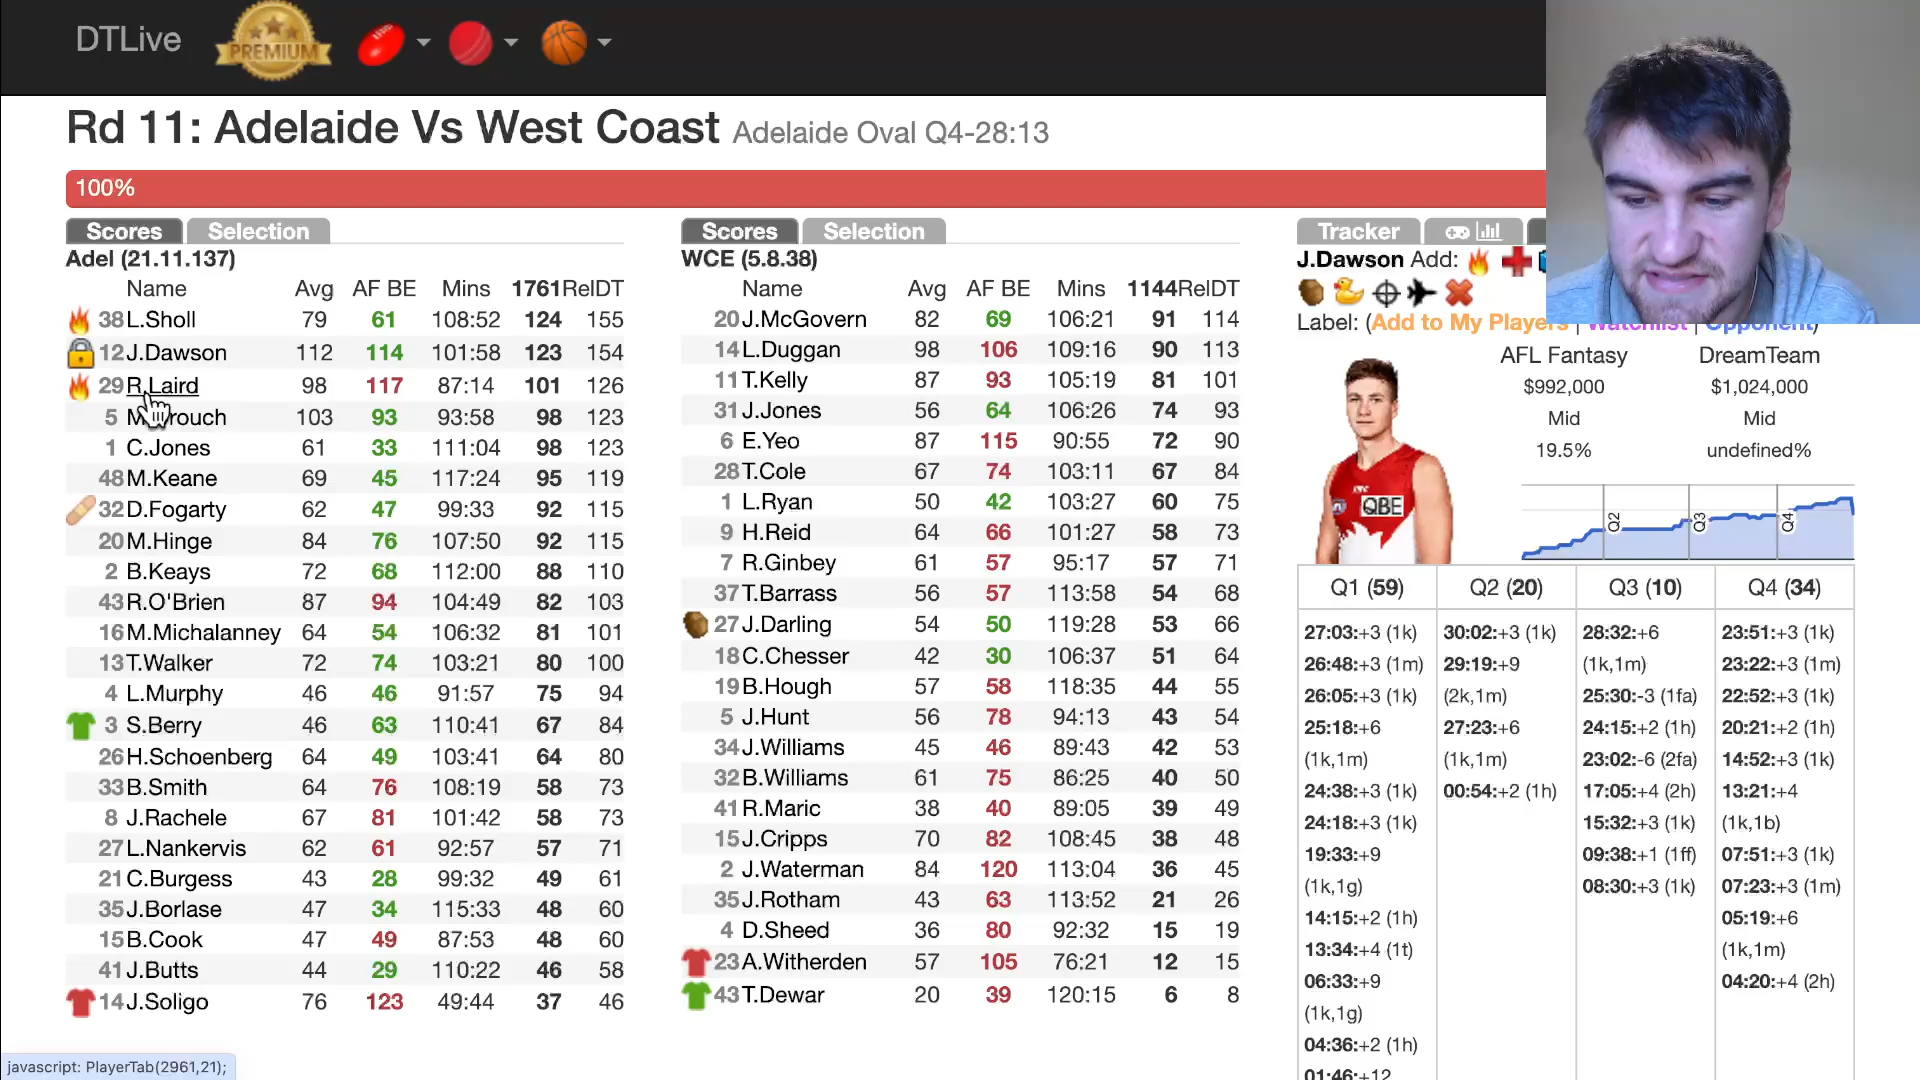 DTLive
PREMIUM
Rd 11: Adelaide Vs West Coast Adelaide Oval Q4-28:13
100%
Scores Selection
Adel (21.11.137)
Name Avg AF BE Mins 1761RelDT
38 L.Sholl 79 61 108:52 124 155
12 J.Dawson 112 114 101:58 123 154
29 R.Laird 98 117 87:14 101 126
5 103 93 93:58 98 123
1 C.Jones 61 33 111:04 98 123
48 M.Keane 69 45 117:24 95 119
32 D.Fogarty 62 47 99:33 92 115
20 M.Hinge 84 76 107:50 92 115
2 B.Keays 72 68 112:00 88 110
43 R.O'Brien 87 94 104:49 82 103
16 M.Michalanney 64 54 106:32 81 101
13 T.Walker 72 74 103:21 80 100
4 L.Murphy 46 46 91:57 75 94
3 S.Berry 46 63 110:41 67 84
26 H.Schoenberg 64 49 103:41 64 80
33 B.Smith 64 76 108:19 58 73
8 J.Rachele 67 81 101:42 58 73
27 L.Nankervis 62 61 92:57 57 71
21 C.Burgess 43 28 99:32 49 61
35 J.Borlase 47 34 115:33 48 60
15 B.Cook 47 49 87:53 48 60
41 J.Butts 44 29 110:22 46 58
14 J.Soligo 76 123 49:44 37 46
Scores Selection
WCE (5.8.38)
Name Avg AF BE Mins 1144RelDT
20 J.McGovern 82 69 106:21 91 114
14 L.Duggan 98 106 109:16 90 113
11 T.Kelly 87 93 105:19 81 101
31 J.Jones 56 64 106:26 74 93
6 E.Yeo 87 115 90:55 72 90
28 T.Cole 67 74 103:11 67 84
1 L.Ryan 50 42 103:27 60 75
9 H.Reid 64 66 101:27 58 73
7 R.Ginbey 61 57 95:17 57 71
37 T.Barrass 56 57 113:58 54 68
27 J.Darling 54 50 119:28 53 66
18 C.Chesser 42 30 106:37 51 64
19 B.Hough 57 58 118:35 44 55
5 J.Hunt 56 78 94:13 43 54
34 J.Williams 45 46 89:43 42 53
32 B.Williams 61 75 86:25 40 50
41 R.Maric 38 40 89:05 39 49
15 J.Cripps 70 82 108:45 38 48
2 J.Waterman 84 120 113:04 36 45
35 J.Rotham 43 63 113:52 21 26
4 D.Sheed 36 80 92:32 15 19
23 A.Witherden 57 105 76:21 12 15
43 T.Dewar 20 39 120:15 6 8
Tracker
J.Dawson Add:
Label: (Add to My Players | Watchlist | Opponent)
AFL Fantasy DreamTeam
$992,000 $1,024,000
Mid Mid
19.5% undefined%
QBE
Q2 Q3 Q4
Q1 (59) Q2 (20) Q3 (10) Q4 (34)
27:03:+3 (1k)
26:48:+3 (1m)
26:05:+3 (1k)
25:18:+6
(1k,1m)
24:38:+3 (1k)
24:18:+3 (1k)
19:33:+9
(1k,1g)
14:15:+2 (1h)
13:34:+4 (1t)
06:33:+9
(1k,1g)
04:36:+2 (1h)
01:46:+12
30:02:+3 (1k)
29:19:+9
(2k,1m)
27:23:+6
(1k,1m)
00:54:+2 (1h)
28:32:+6
(1k,1m)
25:30:-3 (1fa)
24:15:+2 (1h)
23:02:-6 (2fa)
17:05:+4 (2h)
15:32:+3 (1k)
09:38:+1 (1ff)
08:30:+3 (1k)
23:51:+3 (1k)
23:22:+3 (1m)
22:52:+3 (1k)
20:21:+2 (1h)
14:52:+3 (1k)
13:21:+4
(1k,1b)
07:51:+3 (1k)
07:23:+3 (1m)
05:19:+6
(1k,1m)
04:20:+4 (2h)
javascript: PlayerTab(2961,21);